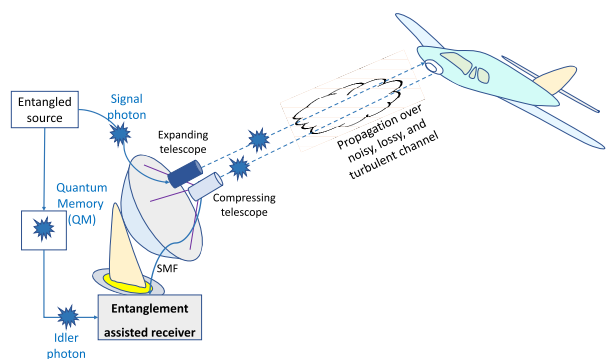 Entangled
source
Signal
photon
Expanding
telescope
Propagation over
noisy, lossy, and
turbulent channel
Quantum
Memory
(QM)
Compressing
telescope
SMF
Entanglement
assisted receiver
Idler
photon